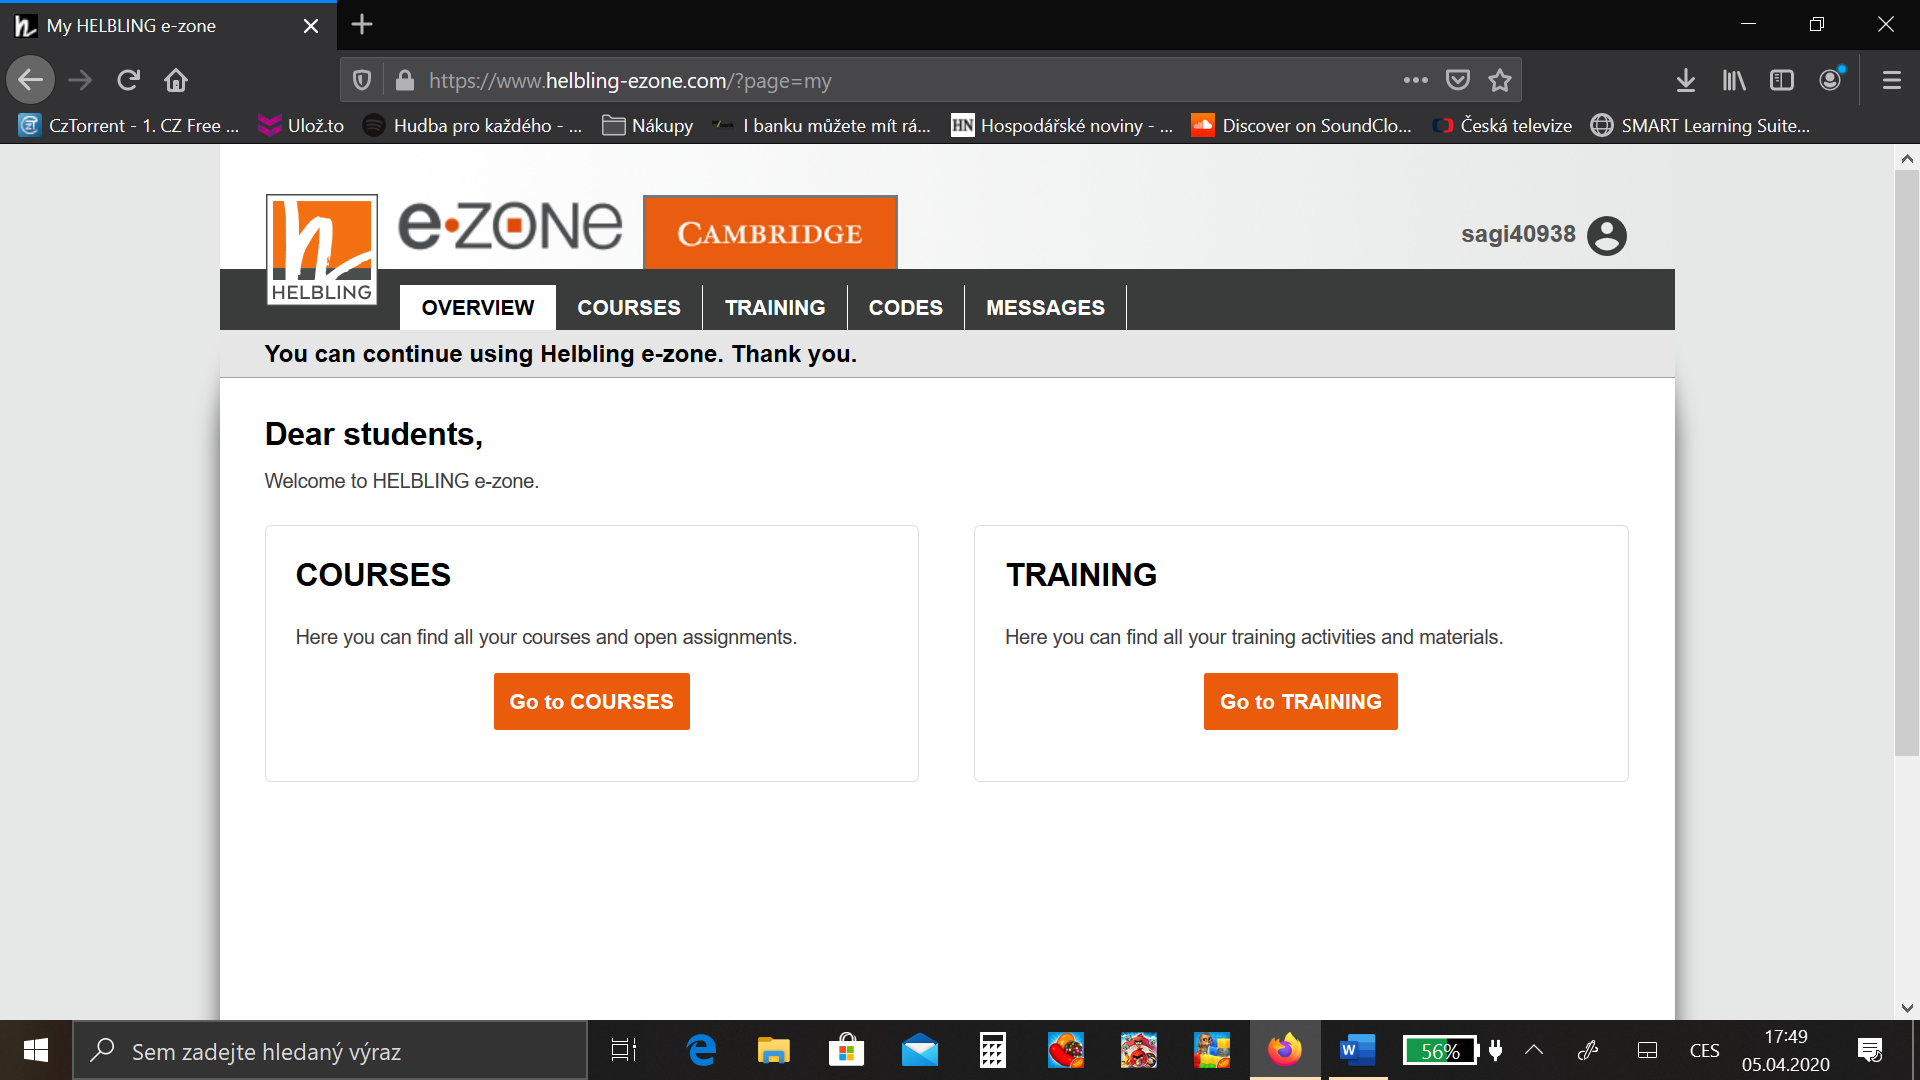 My HELBLING e-zone
https://www.helbling-ezone.com/?page=my
CzTorrent - 1. CZ Free ... Ulož.to Hudba pro každého - ... Nákupy I banku můžete mít rá... HN Hospodářské noviny - ... Discover on SoundClo... Česká televize SMART Learning Suite...
HELBLING
e-zone
CAMBRIDGE
sagi40938
OVERVIEW COURSES TRAINING CODES MESSAGES
You can continue using Helbling e-zone. Thank you.
Dear students,
Welcome to HELBLING e-zone.
COURSES
Here you can find all your courses and open assignments.
Go to COURSES
TRAINING
Here you can find all your training activities and materials.
Go to TRAINING
Sem zadejte hledaný výraz
56%
CES
17:49
05.04.2020